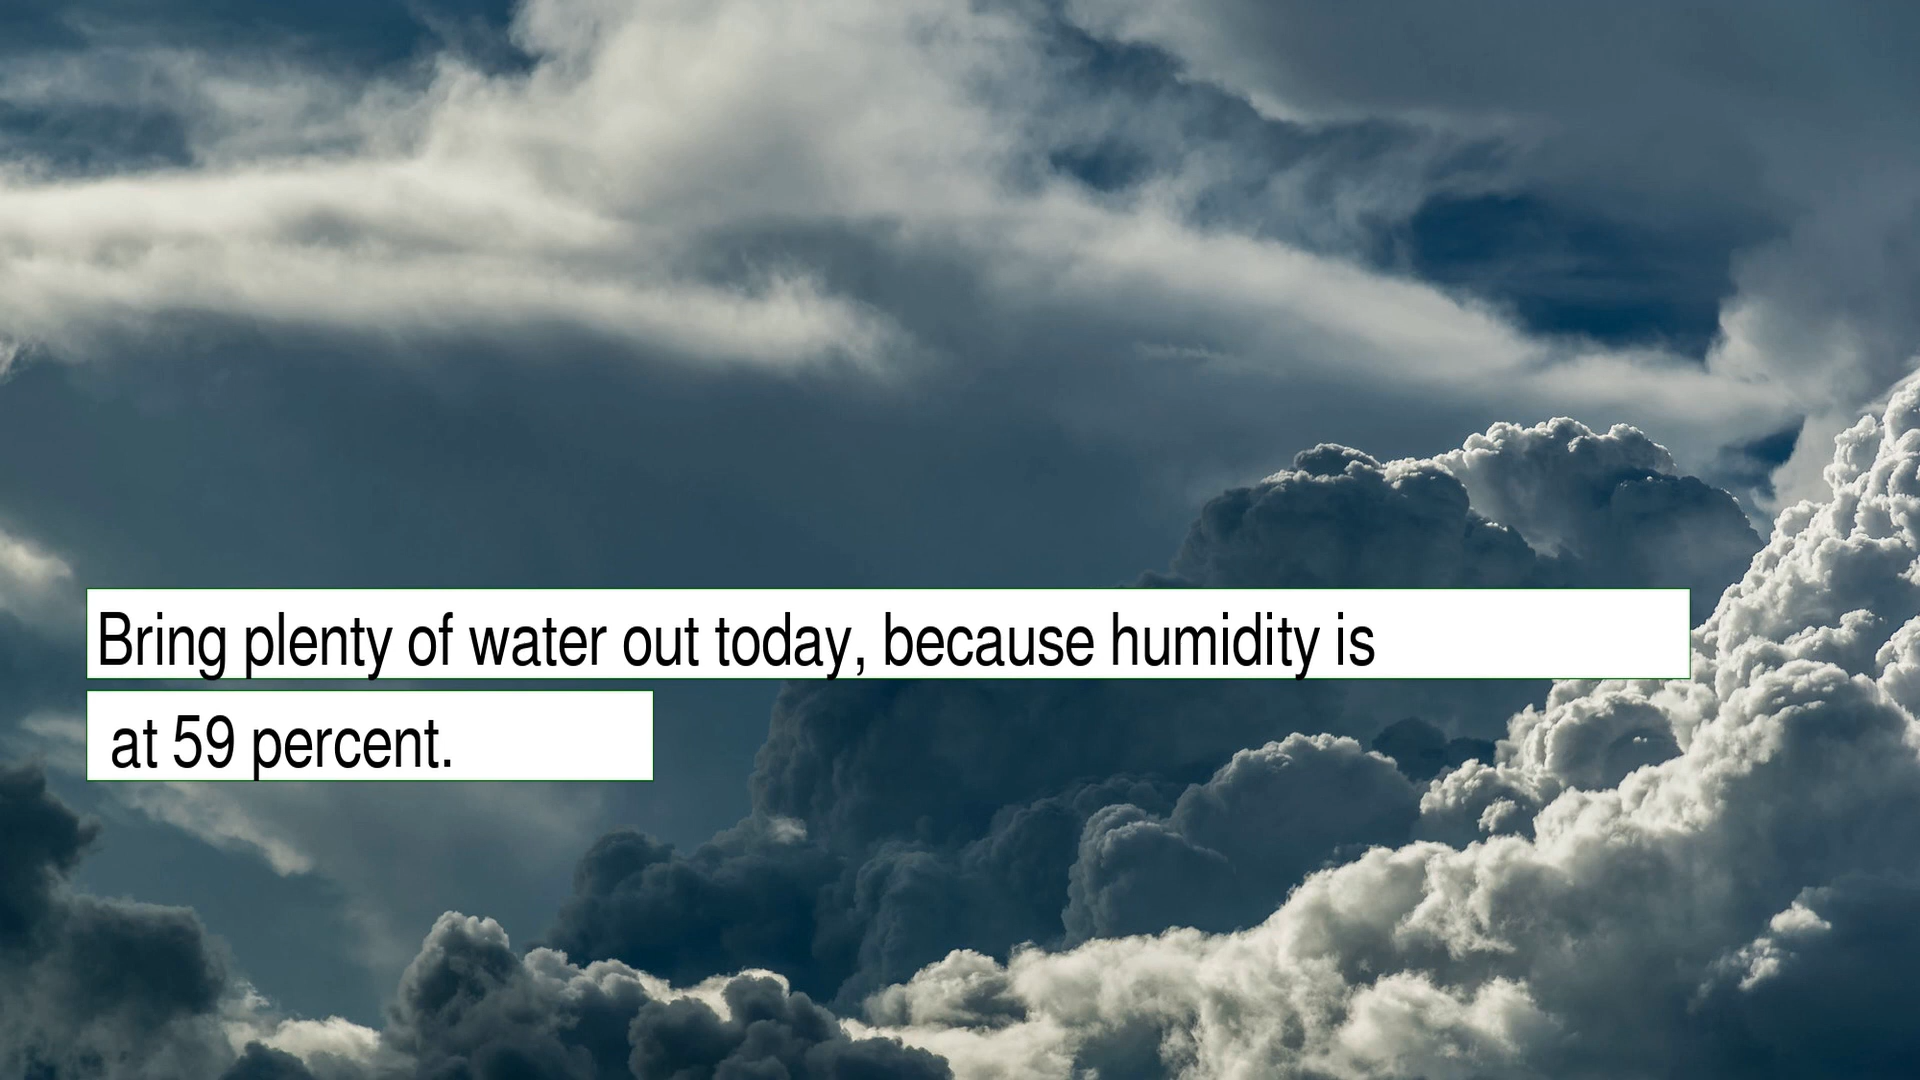 Bring plenty of water out today, because humidity is
at 59 percent.